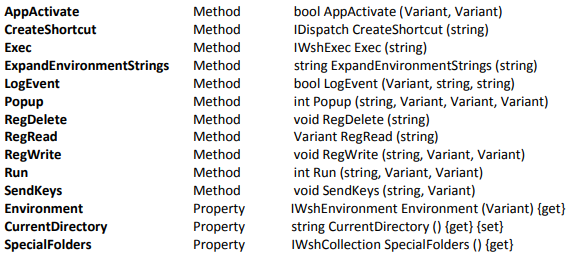 AppActivate Method bool AppActivate (Variant, Variant)
CreateShortcut Method IDispatch CreateShortcut (string)
Exec Method IWshExec Exec (string)
ExpandEnvironmentStrings Method string ExpandEnvironmentStrings (string)
LogEvent Method bool LogEvent (Variant, string, string)
Popup Method int Popup (string, Variant, Variant, Variant)
RegDelete Method void RegDelete (string)
RegRead Method Variant RegRead (string)
RegWrite Method void RegWrite (string, Variant, Variant)
Run Method int Run (string, Variant, Variant)
SendKeys Method void SendKeys (string, Variant)
Environment Property IWshEnvironment Environment (Variant) {get}
CurrentDirectory Property string CurrentDirectory () {get} {set}
SpecialFolders Property IWshCollection SpecialFolders () {get}